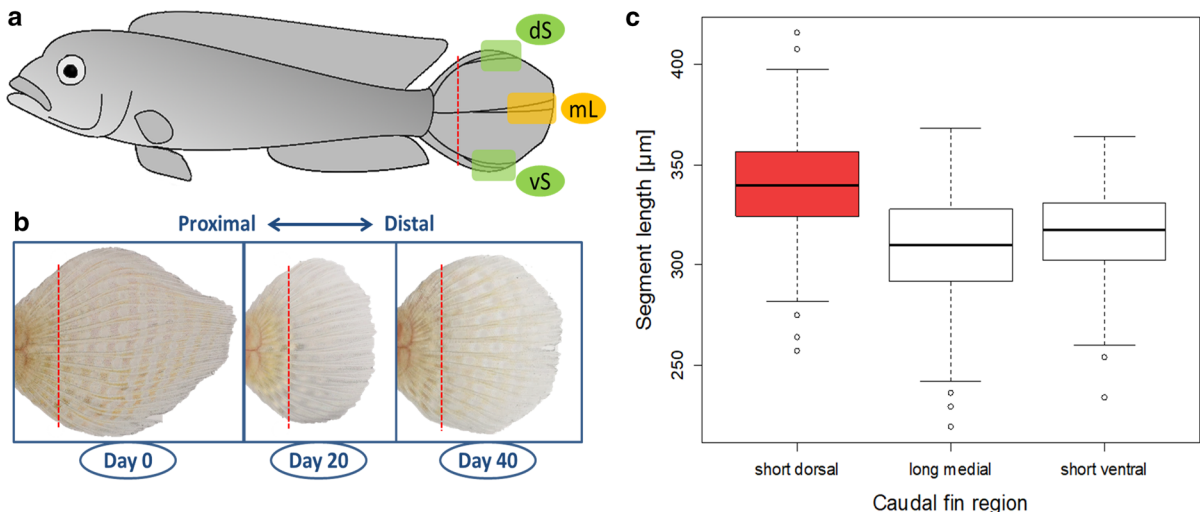 a
dS
mL
vS
b
Proximal Distal
Day 0
Day 20
Day 40
c
Segment length [µm]
400
350
300
250
short dorsal
long medial
short ventral
Caudal fin region